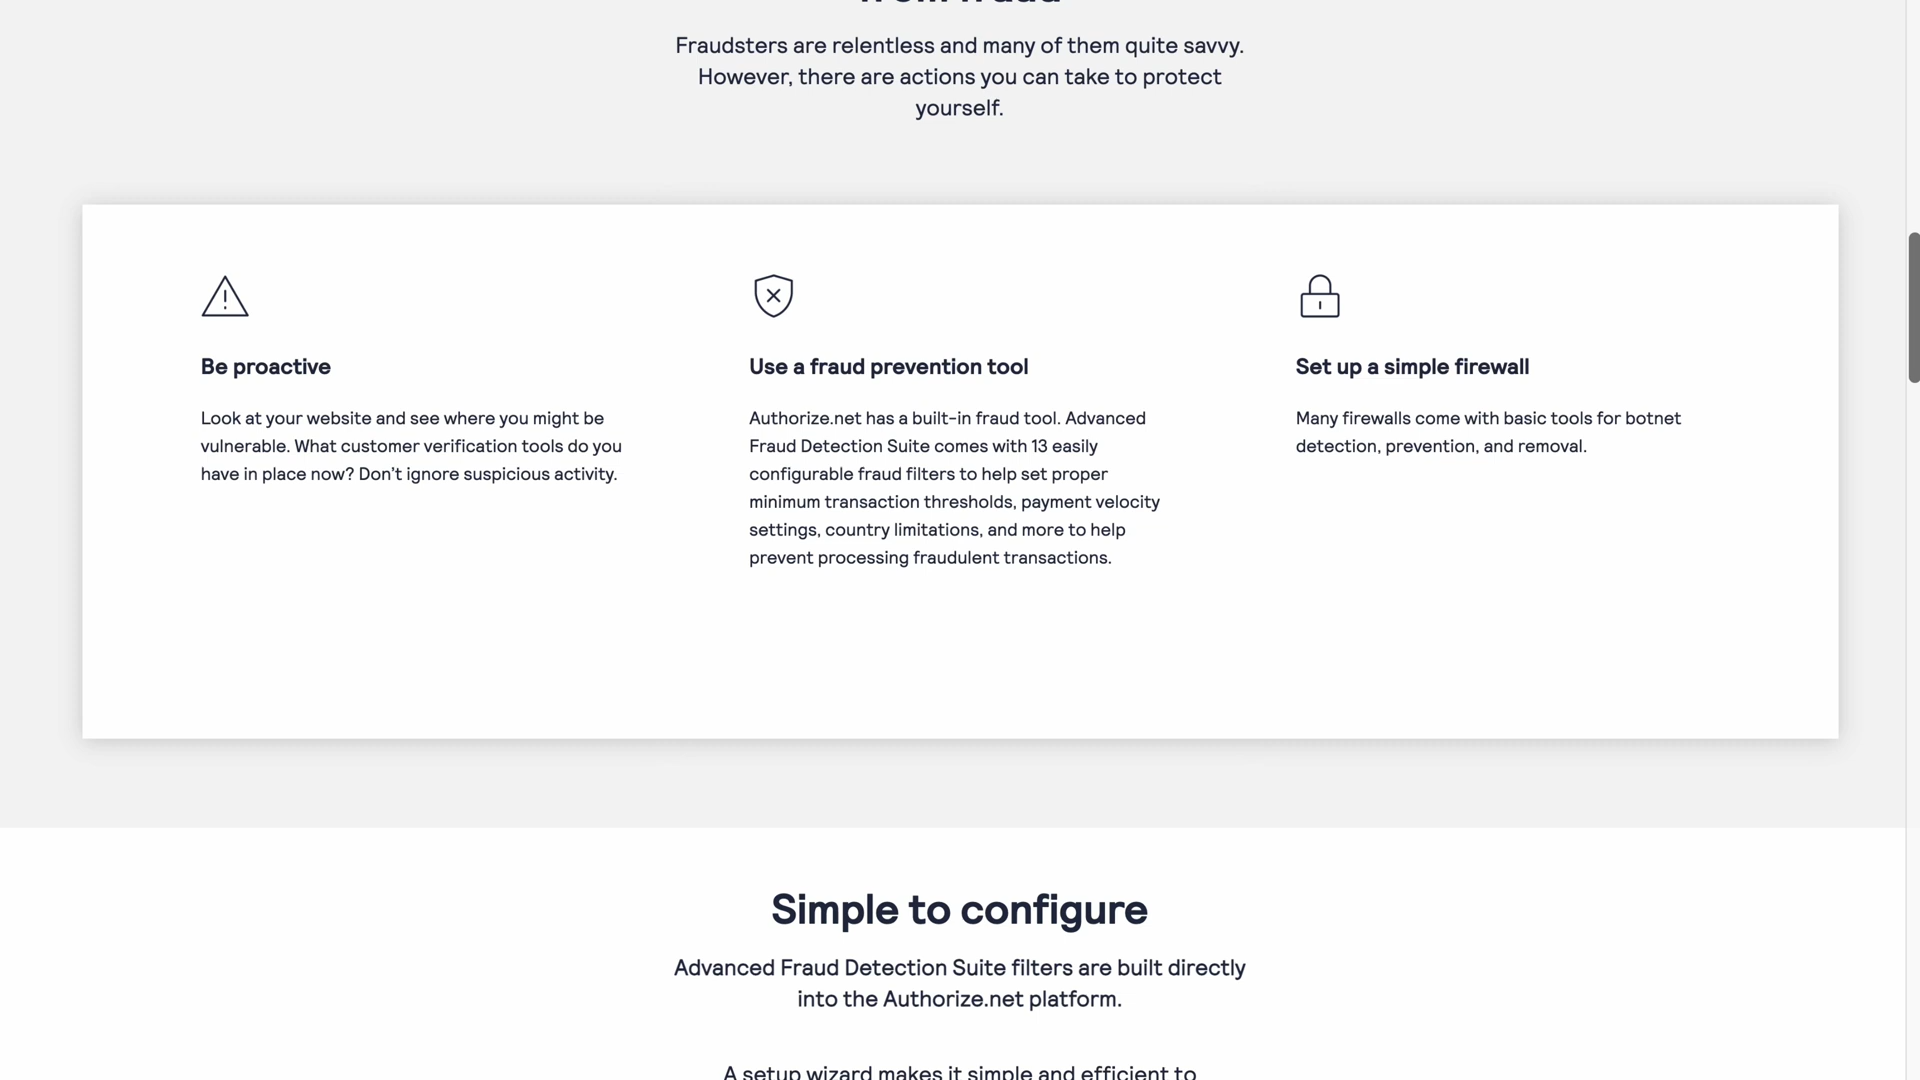 from fraud
Fraudsters are relentless and many of them quite savvy.
However, there are actions you can take to protect
yourself.
Be proactive
Look at your website and see where you might be
vulnerable. What customer verification tools do you
have in place now? Don’t ignore suspicious activity.
Use a fraud prevention tool
Authorize.net has a built-in fraud tool. Advanced
Fraud Detection Suite comes with 13 easily
configurable fraud filters to help set proper
minimum transaction thresholds, payment velocity
settings, country limitations, and more to help
prevent processing fraudulent transactions.
Set up a simple firewall
Many firewalls come with basic tools for botnet
detection, prevention, and removal.
Simple to configure
Advanced Fraud Detection Suite filters are built directly
into the Authorize.net platform.
A setup wizard makes it simple and efficient to